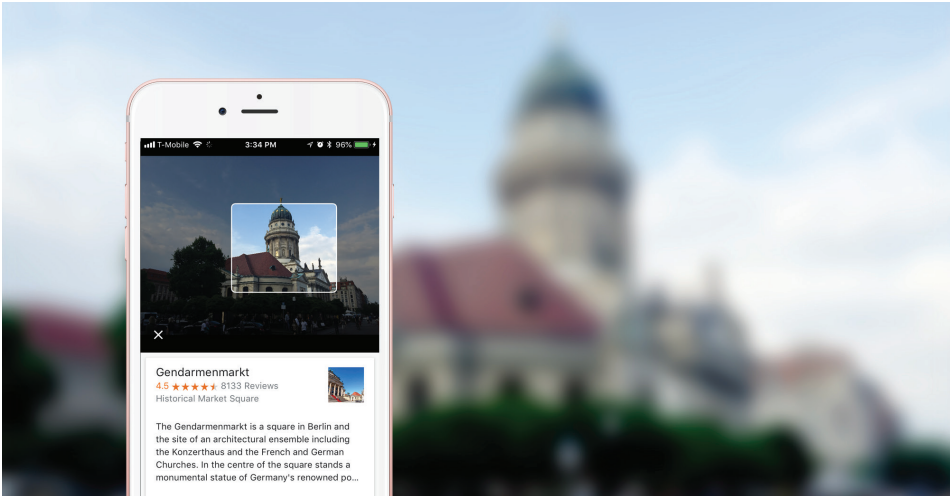 T-Mobile 3:34 PM 96%
Gendarmenmarkt
4.5 8133 Reviews
Historical Market Square
The Gendarmenmarkt is a square in Berlin and
the site of an architectural ensemble including
the Konzerthaus and the French and German
Churches. In the centre of the square stands a
monumental statue of Germany's renowned po...